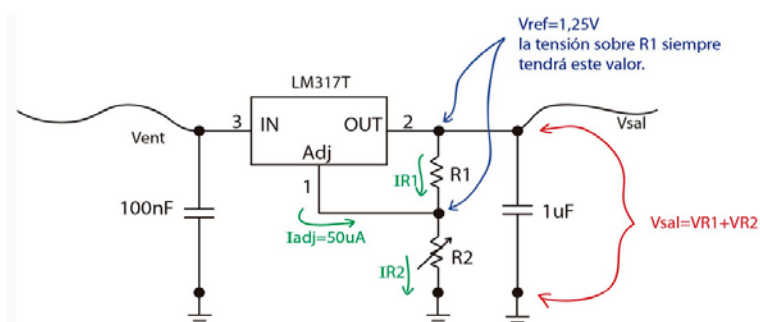 Vref=1,25V
la tensión sobre R1 siempre
tendrá este valor.
LM317T
Vent
3
IN
OUT
2
Vsal
Adj
1
IR1
R1
100nF
1uF
Iadj=50uA
Vsal=VR1+VR2
IR2
R2